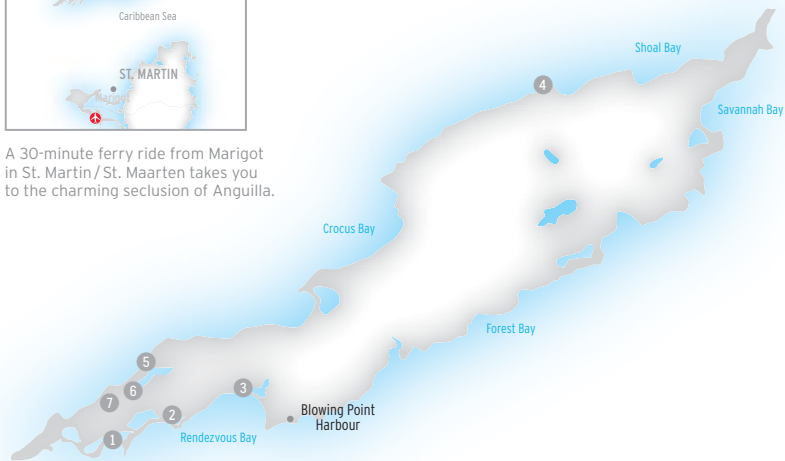 Caribbean Sea
ST. MARTIN
Marigot
A 30-minute ferry ride from Marigot
in St. Martin / St. Maarten takes you
to the charming seclusion of Anguilla.
Shoal Bay
4
Savannah Bay
Crocus Bay
Forest Bay
5
6
7
3
2
1
Blowing Point
Harbour
Rendezvous Bay